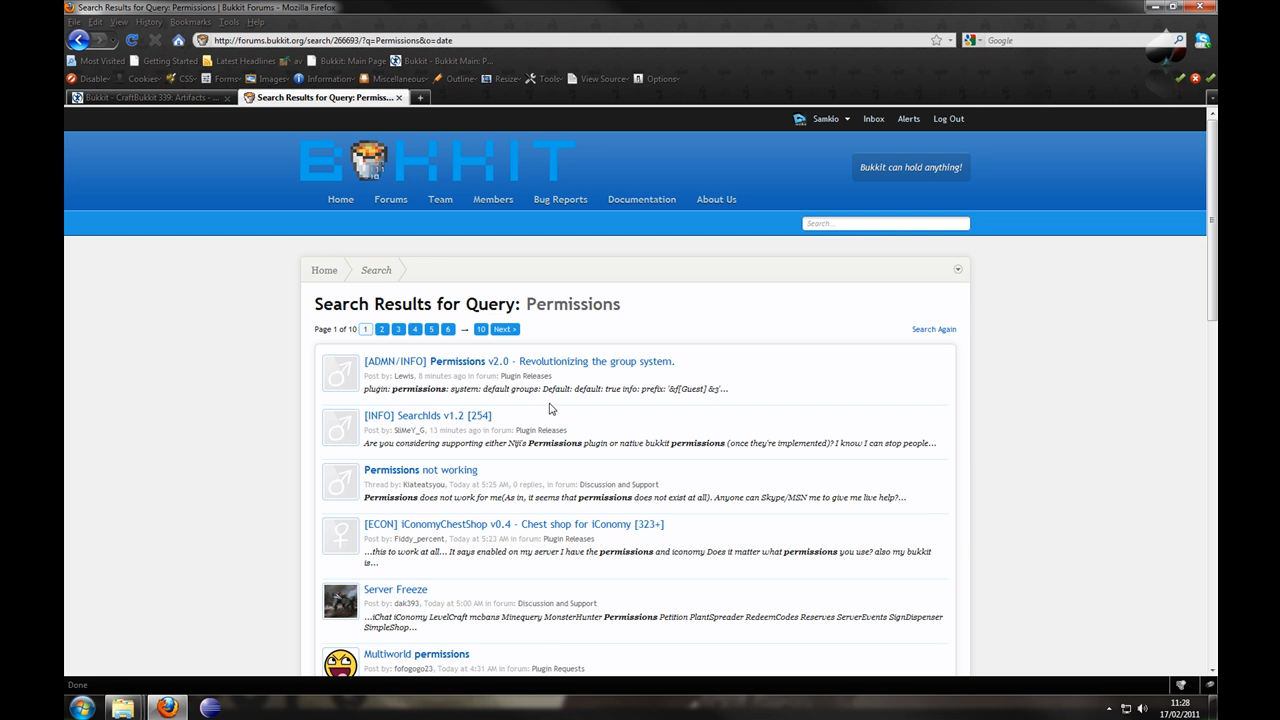 Search Results for Query: Permissions | Bukkit Forums - Mozilla Firefox
File Edit View History Bookmarks Tools Help
http://forums.bukkit.org/search/266693/?q=Permissions&o=date
Google
Most Visited Getting Started Latest Headlines av Bukkit: Main Page Bukkit - Bukkit Main: P...
Disable Cookies CSS Forms Images Information Miscellaneous Outline Resize Tools View Source Options
Bukkit - CraftBukkit 339: Artifacts - ...
Search Results for Query: Permiss...
Samkio Inbox Alerts Log Out
BUKKIT
Bukkit can hold anything!
Home Forums Team Members Bug Reports Documentation About Us
Search...
Home Search
Search Results for Query: Permissions
Page 1 of 10 1 2 3 4 5 6 → 10 Next >
Search Again
[ADMN/INFO] Permissions v2.0 - Revolutionizing the group system.
Post by: Lewis, 8 minutes ago in forum: Plugin Releases
plugin: permissions: system: default groups: Default: default: true info: prefix: '&f[Guest] &3'...
[INFO] SearchIds v1.2 [254]
Post by: SliMeY_G, 13 minutes ago in forum: Plugin Releases
Are you considering supporting either Niji's Permissions plugin or native bukkit permissions (once they're implemented)? I know I can stop people...
Permissions not working
Thread by: Kiateatsyou, Today at 5:25 AM, 0 replies, in forum: Discussion and Support
Permissions does not work for me(As in, it seems that permissions does not exist at all). Anyone can Skype/MSN me to give me live help?...
[ECON] iConomyChestShop v0.4 - Chest shop for iConomy [323+]
Post by: Fiddy_percent, Today at 5:23 AM in forum: Plugin Releases
...this to work at all... It says enabled on my server I have the permissions and iconomy Does it matter what permissions you use? also my bukkit
is...
Server Freeze
Post by: dak393, Today at 5:00 AM in forum: Discussion and Support
...iChat iConomy LevelCraft mcbans Minequery MonsterHunter Permissions Petition PlantSpreader RedeemCodes Reserves ServerEvents SignDispenser
SimpleShop...
Multiworld permissions
Post by: fofogogo23, Today at 4:31 AM in forum: Plugin Requests
Done
11:28
17/02/2011